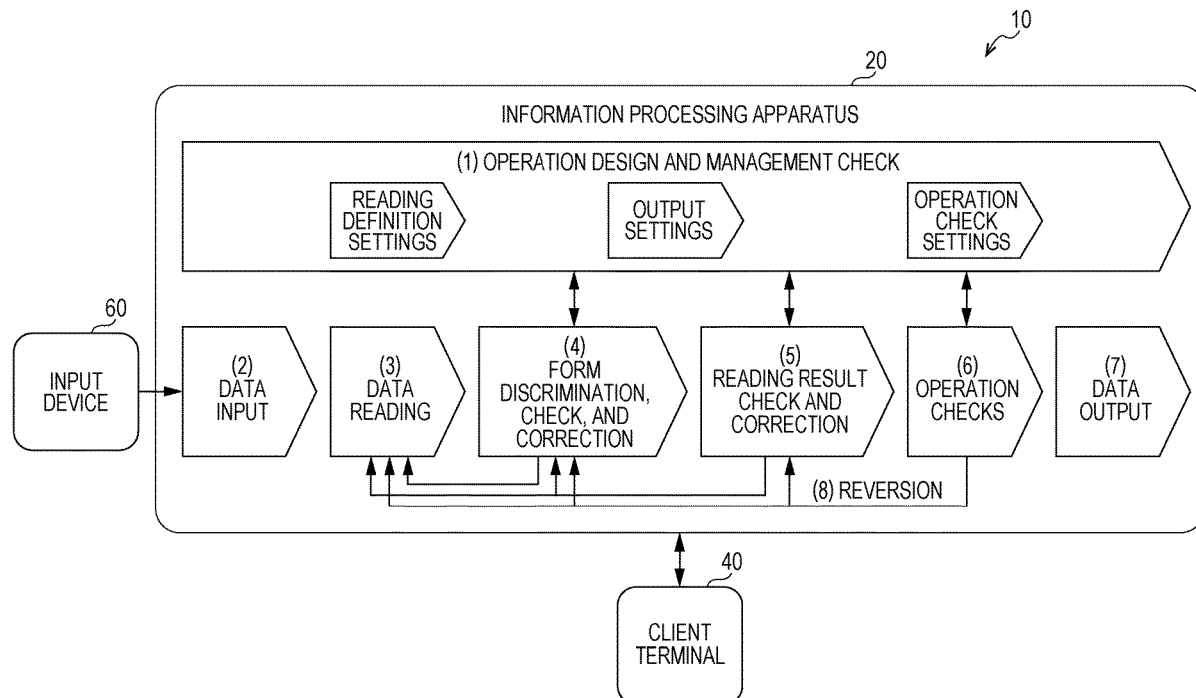 10
20
INFORMATION PROCESSING APPARATUS
(1) OPERATION DESIGN AND MANAGEMENT CHECK
READING
DEFINITION
SETTINGS
OUTPUT
SETTINGS
OPERATION
CHECK
SETTINGS
60
INPUT
DEVICE
(2)
DATA
INPUT
(3)
DATA
READING
(4)
FORM
DISCRIMINATION,
CHECK, AND
CORRECTION
(5)
READING RESULT
CHECK AND
CORRECTION
(6)
OPERATION
CHECKS
(7)
DATA
OUTPUT
(8) REVERSION
40
CLIENT
TERMINAL